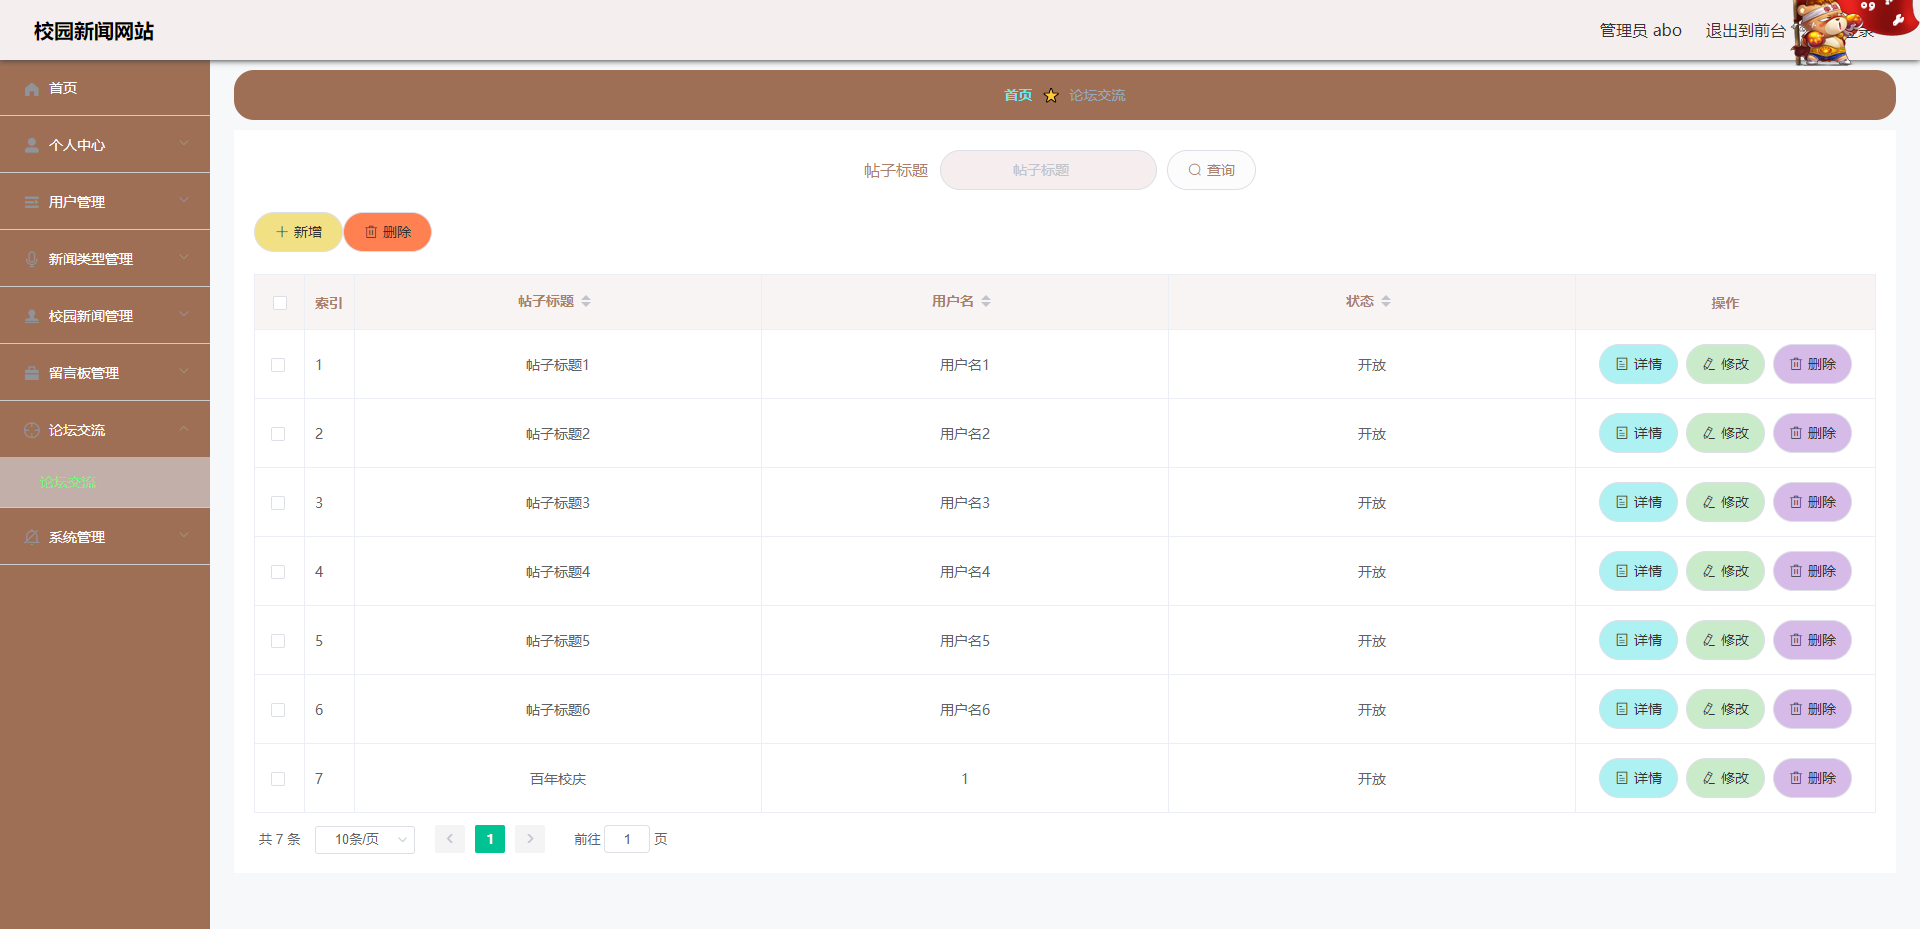 校园新闻网站
管理员 abo 退出到前台
首页
个人中心
用户管理
新闻类型管理
校园新闻管理
留言板管理
论坛交流
论坛交流
系统管理
首页 论坛交流
帖子标题 帖子标题 查询
新增 删除
索引 帖子标题 用户名 状态 操作
1 帖子标题1 用户名1 开放 详情 修改 删除
2 帖子标题2 用户名2 开放 详情 修改 删除
3 帖子标题3 用户名3 开放 详情 修改 删除
4 帖子标题4 用户名4 开放 详情 修改 删除
5 帖子标题5 用户名5 开放 详情 修改 删除
6 帖子标题6 用户名6 开放 详情 修改 删除
7 百年校庆 1 开放 详情 修改 删除
共 7 条 10条/页 1 前往 1 页